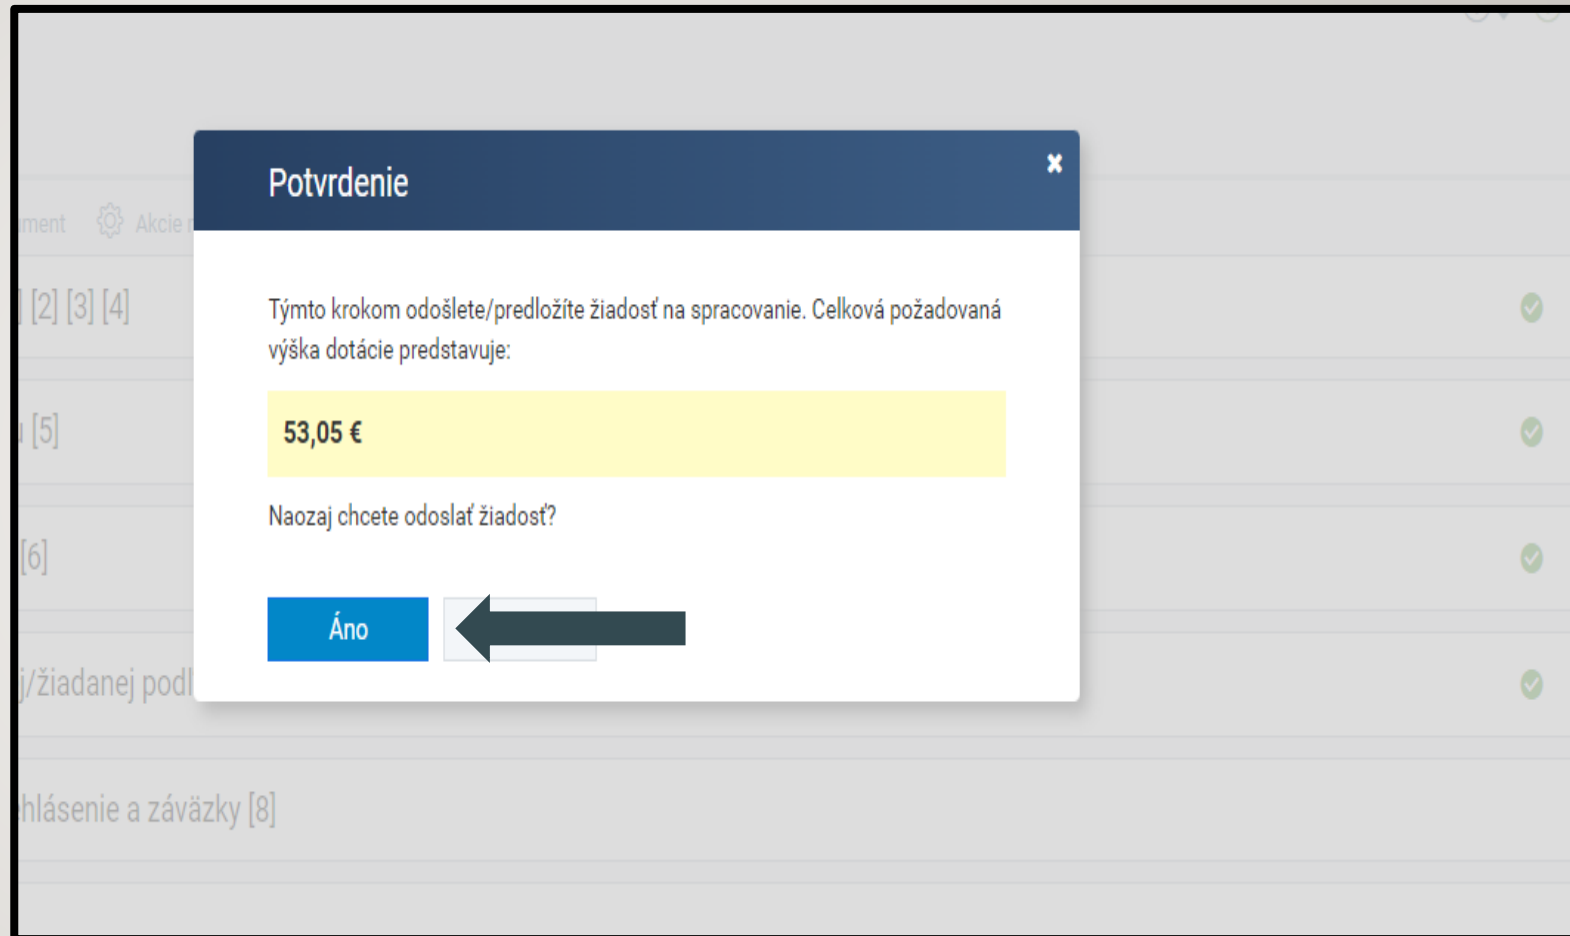 Potvrdenie
Akcie
[2] [3] [4]
Týmto krokom odošlete/predložíte žiadosť na spracovanie. Celková požadovaná
výška dotácie predstavuje:
[5]
53,05 €
Naozaj chcete odoslať žiadosť?
[6]
Áno
j/žiadanej podl
hlásenie a záväzky [8]